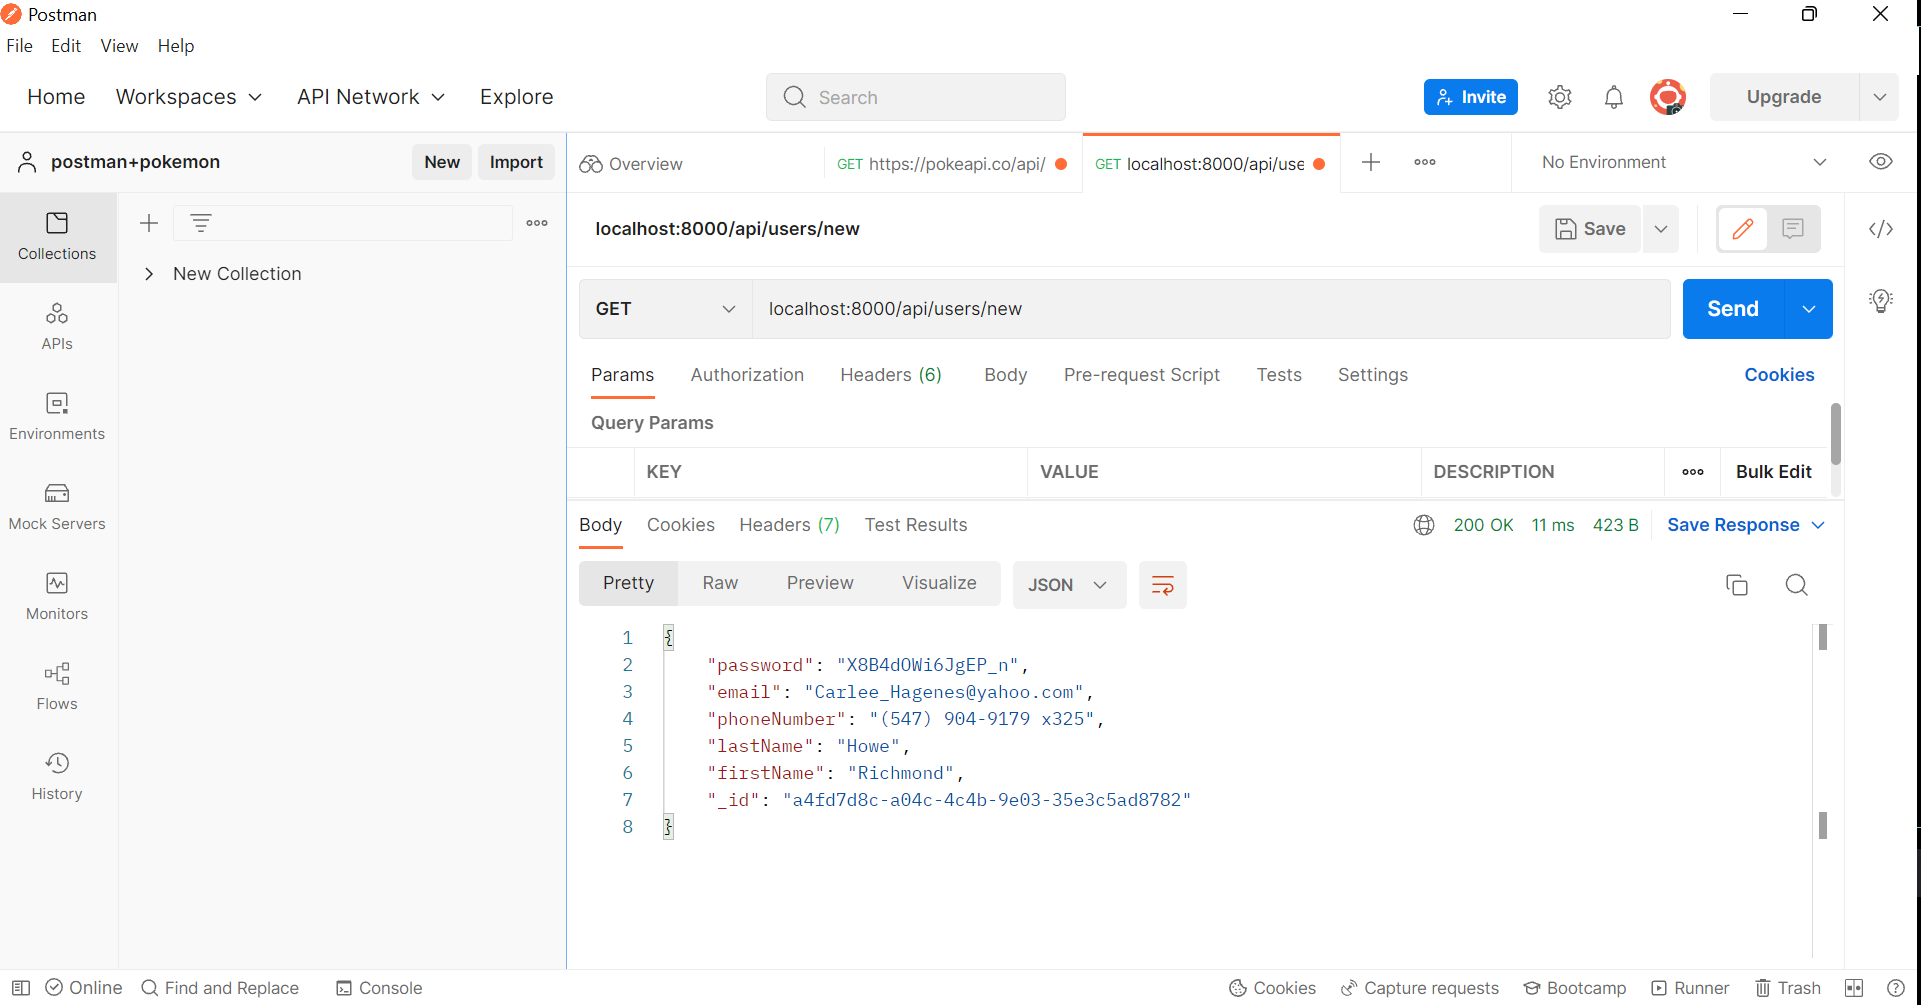 Postman
File Edit View Help
Home Workspaces API Network Explore Search Invite Upgrade
postman+pokemon New Import
Overview GET https://pokeapi.co/api/ GET localhost:8000/api/use No Environment
Collections
APIs
Environments
Mock Servers
Monitors
Flows
History
New Collection
localhost:8000/api/users/new Save
GET localhost:8000/api/users/new Send
Params Authorization Headers (6) Body Pre-request Script Tests Settings Cookies
Query Params
KEY VALUE DESCRIPTION Bulk Edit
Body Cookies Headers (7) Test Results 200 OK 11 ms 423 B Save Response
Pretty Raw Preview Visualize JSON
1 {
2 "password": "X8B4dOWi6JgEP_n",
3 "email": "Carlee_Hagenes@yahoo.com",
4 "phoneNumber": "(547) 904-9179 x325",
5 "lastName": "Howe",
6 "firstName": "Richmond",
7 "_id": "a4fd7d8c-a04c-4c4b-9e03-35e3c5ad8782"
8 }
Online Find and Replace Console Cookies Capture requests Bootcamp Runner Trash